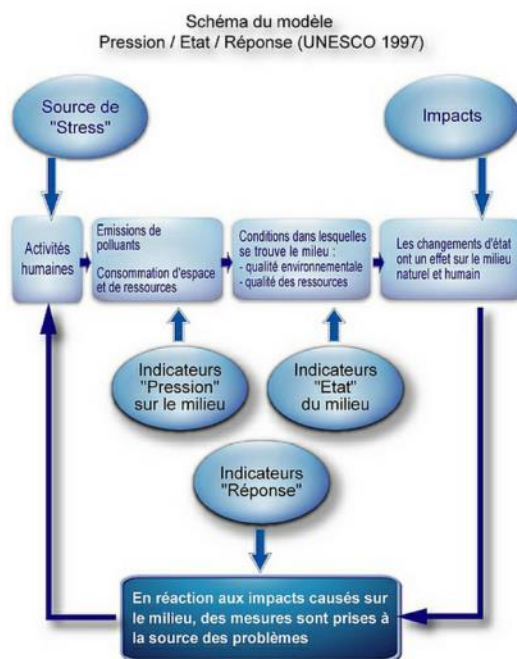 Schéma du modèle
Pression / Etat / Réponse (UNESCO 1997)
Source de
"Stress"
Impacts
Activités
humaines
Emissions de
polluants
Consommation d'espace
et de ressources
Conditions dans lesquelles
se trouve le mileu :
- qualité environnementale
- qualité des ressources
Les changements d'état
ont un effet sur le milieu
naturel et humain
Indicateurs
"Pression"
sur le milieu
Indicateurs
"Etat"
du milieu
Indicateurs
"Réponse"
En réaction aux impacts causés sur
le milieu, des mesures sont prises à
la source des problèmes